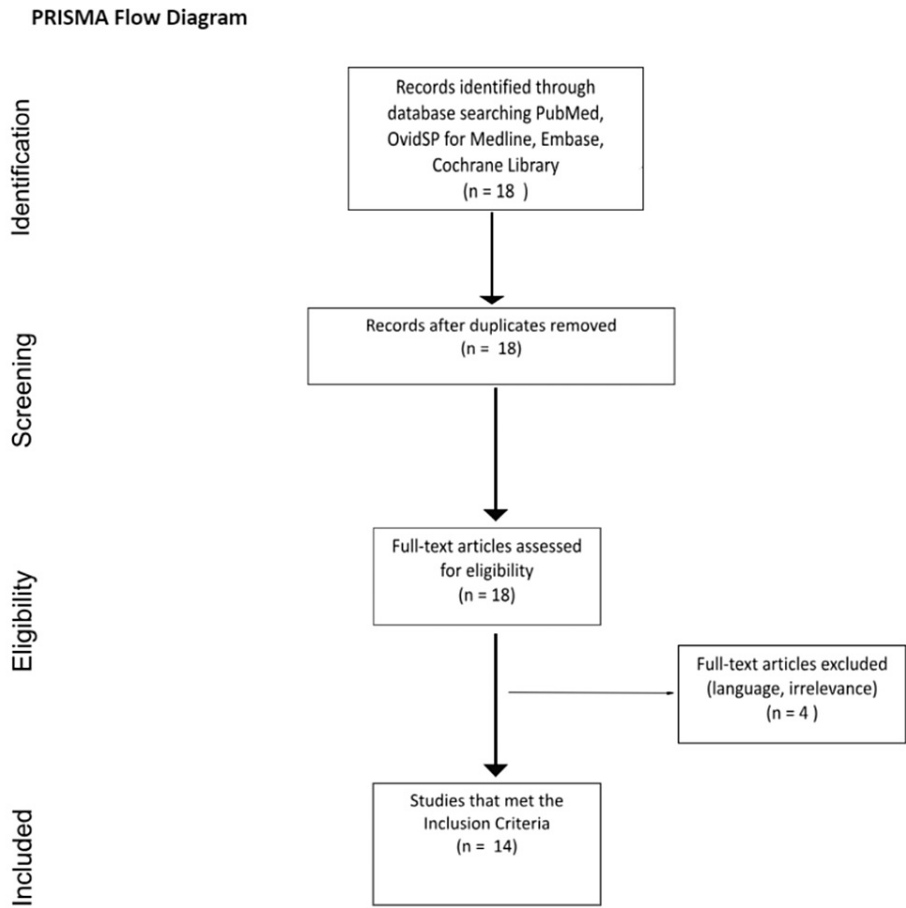 PRISMA Flow Diagram
Identification
Records identified through
database searching PubMed,
OvidSP for Medline, Embase,
Cochrane Library
(n = 18 )
Screening
Records after duplicates removed
(n = 18)
Eligibility
Full-text articles assessed
for eligibility
(n = 18)
Full-text articles excluded
(language, irrelevance)
(n = 4 )
Included
Studies that met the
Inclusion Criteria
(n = 14)